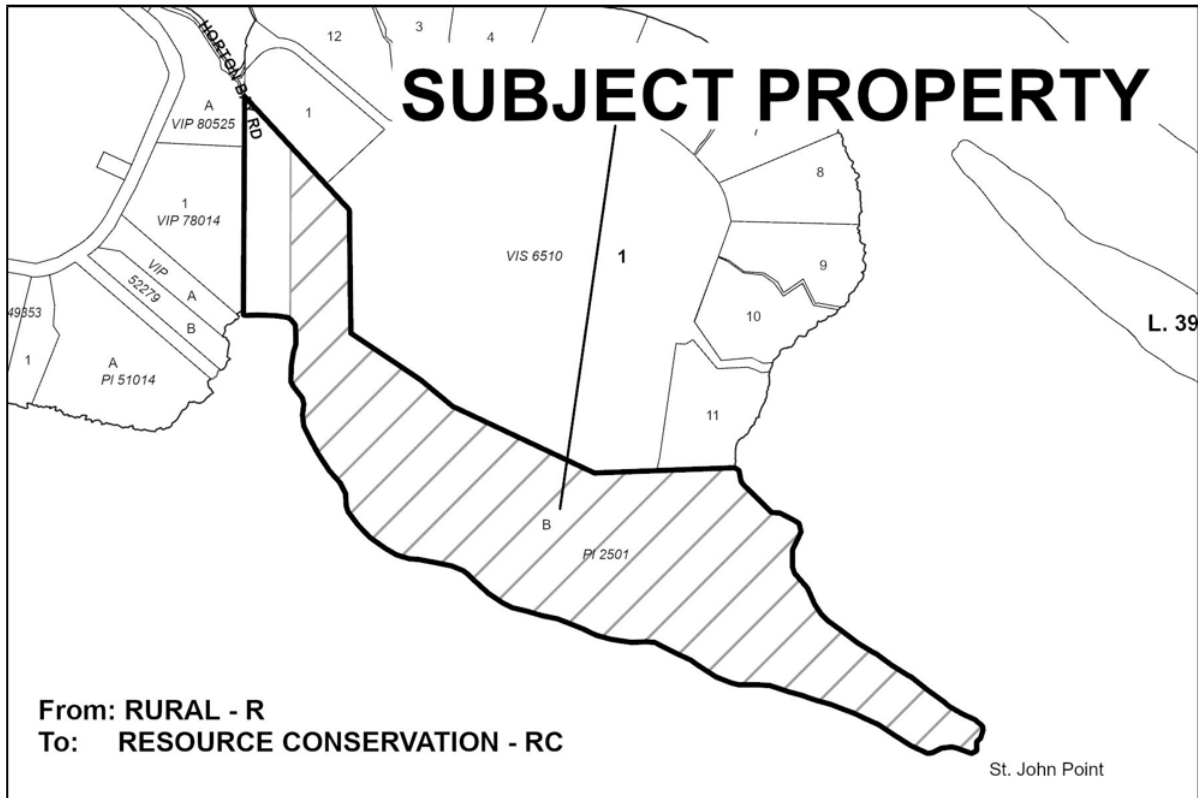 HORTON BAY RD
12
3
4
SUBJECT PROPERTY
A
VIP 80525
1
8
1
VIP 78014
VIS 6510
1
9
VIP
52279
A
B
10
L. 39
49353
1
A
PI 51014
11
B
PI 2501
From: RURAL - R
To: RESOURCE CONSERVATION - RC
St. John Point